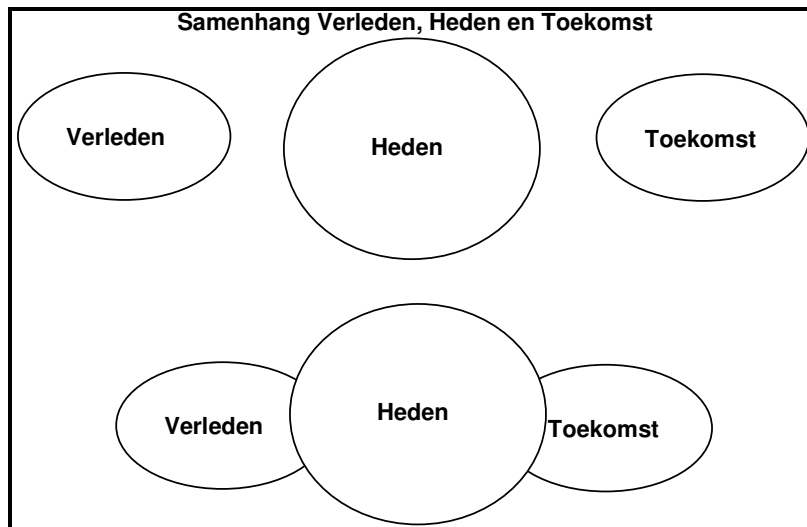 Samenhang Verleden, Heden en Toekomst
Verleden
Heden
Toekomst
Verleden
Heden
Toekomst